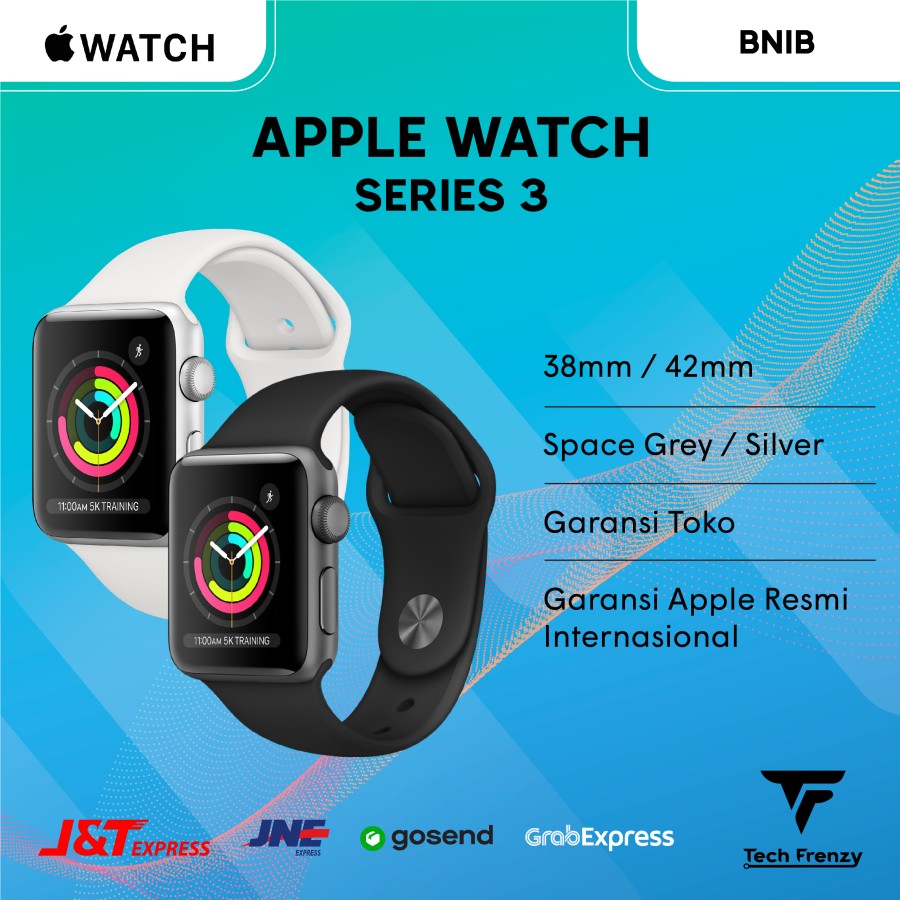 WATCH
BNIB
APPLE WATCH
SERIES 3
38mm / 42mm
Space Grey / Silver
Garansi Toko
Garansi Apple Resmi
Internasional
11:00AM 5K TRAINING
11:00AM 5K TRAINING
J&T EXPRESS
JNE
EXPRESS
gosend
GrabExpress
TF
Tech Frenzy